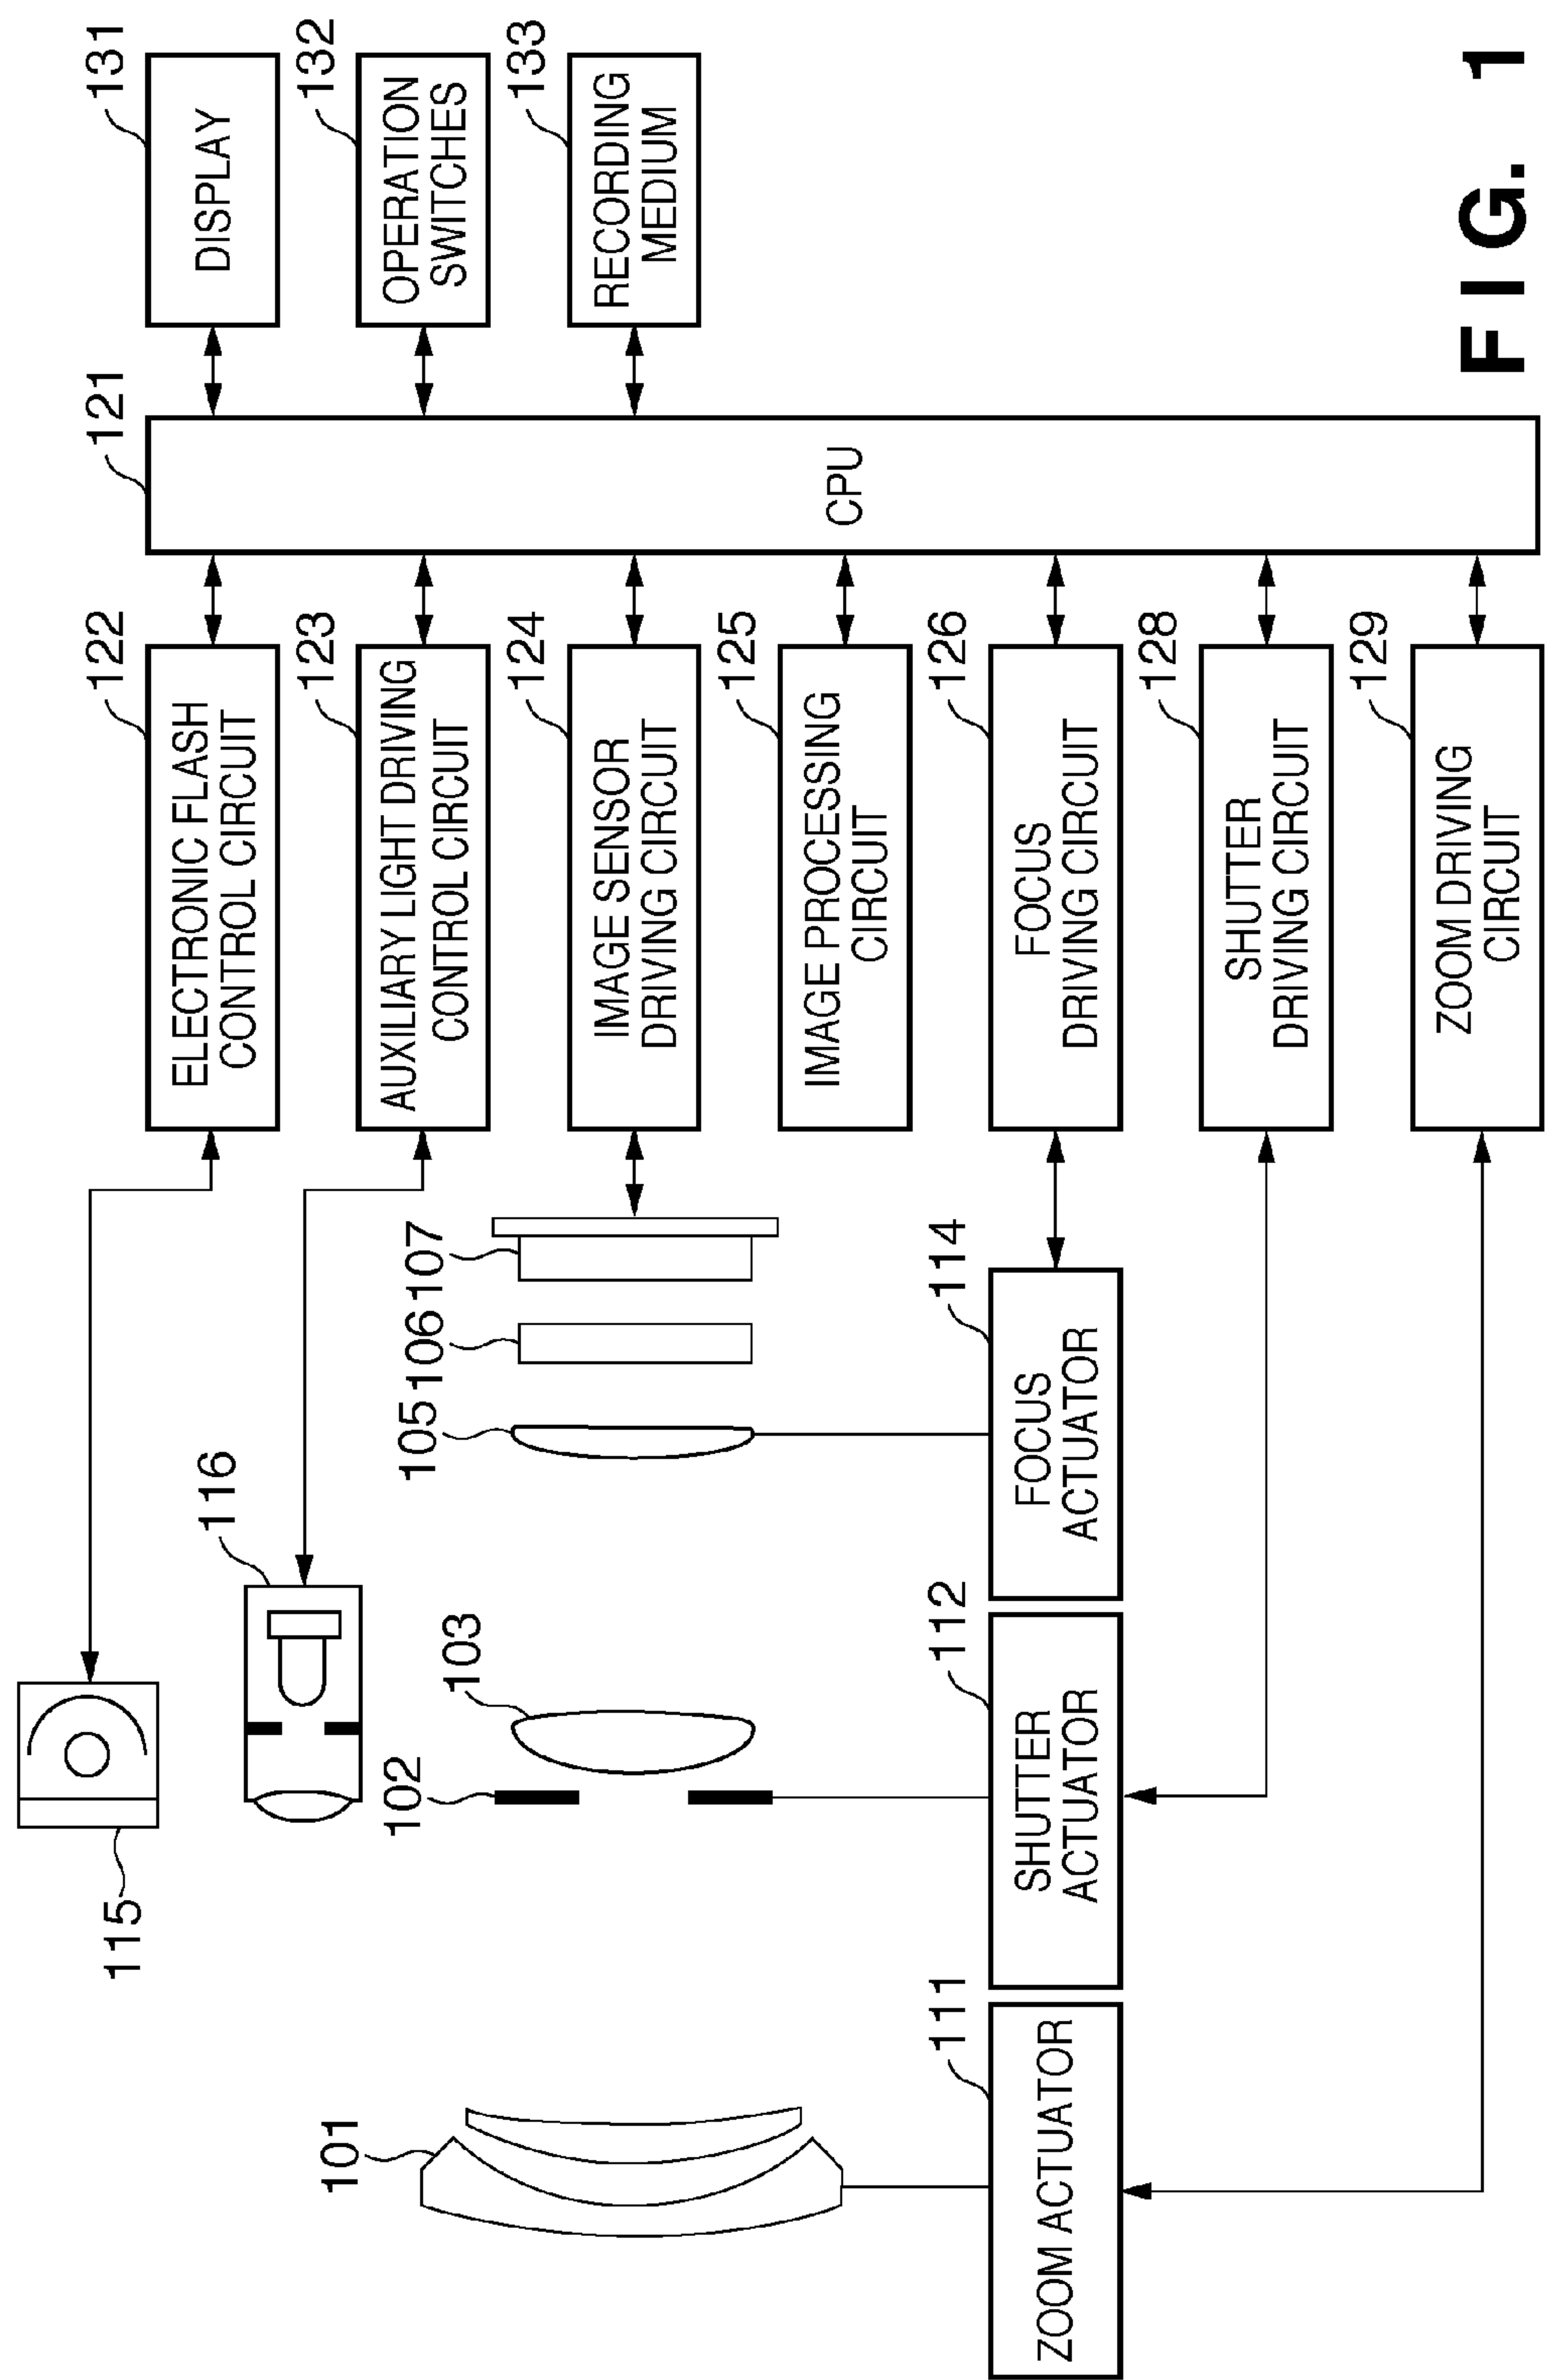 115
116
101
102
103
105
106
107
122
ELECTRONIC FLASH
CONTROL CIRCUIT
123
AUXILIARY LIGHT DRIVING
CONTROL CIRCUIT
124
IMAGE SENSOR
DRIVING CIRCUIT
125
IMAGE PROCESSING
CIRCUIT
126
FOCUS
DRIVING CIRCUIT
128
SHUTTER
DRIVING CIRCUIT
129
ZOOM DRIVING
CIRCUIT
111
ZOOM ACTUATOR
112
SHUTTER
ACTUATOR
114
FOCUS
ACTUATOR
121
CPU
131
DISPLAY
132
OPERATION
SWITCHES
133
RECORDING
MEDIUM
FIG. 1